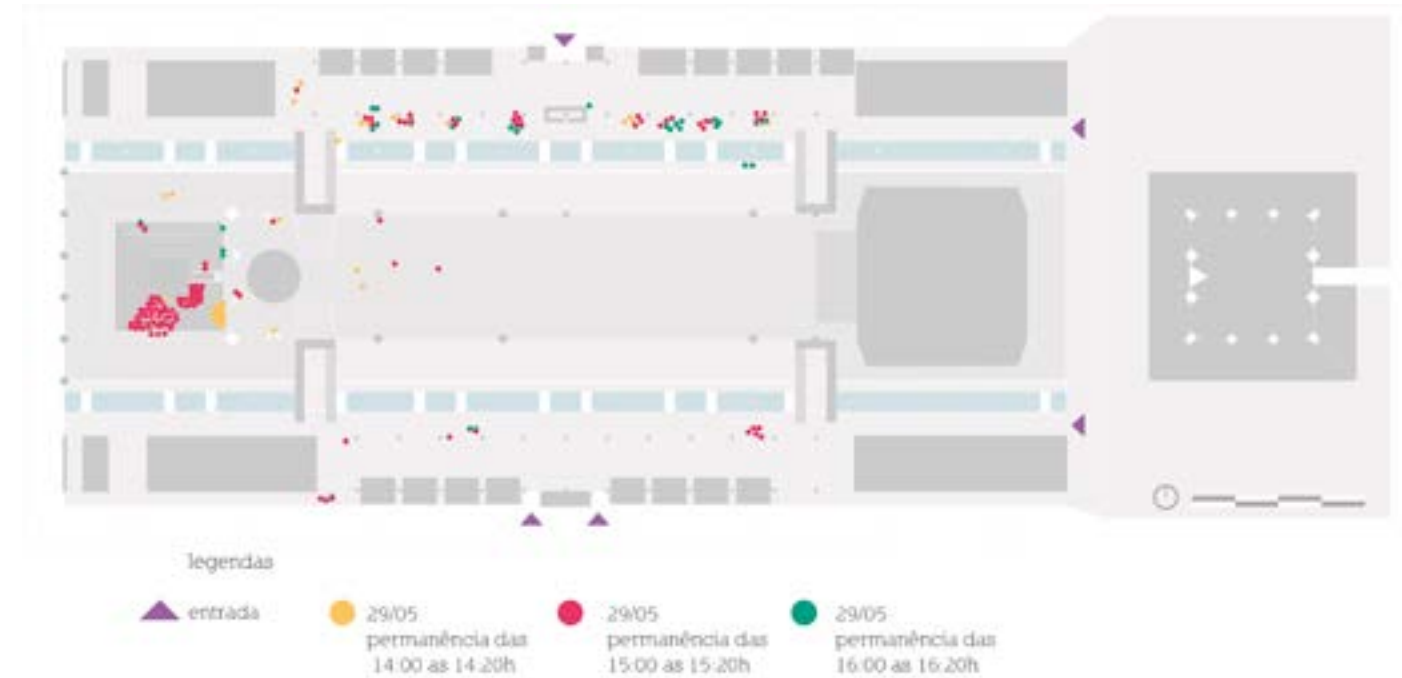 legendas
entrada
29/05
permanência das
14:00 as 14:20h
29/05
permanência das
15:00 as 15:20h
29/05
permanência das
16:00 as 16:20h